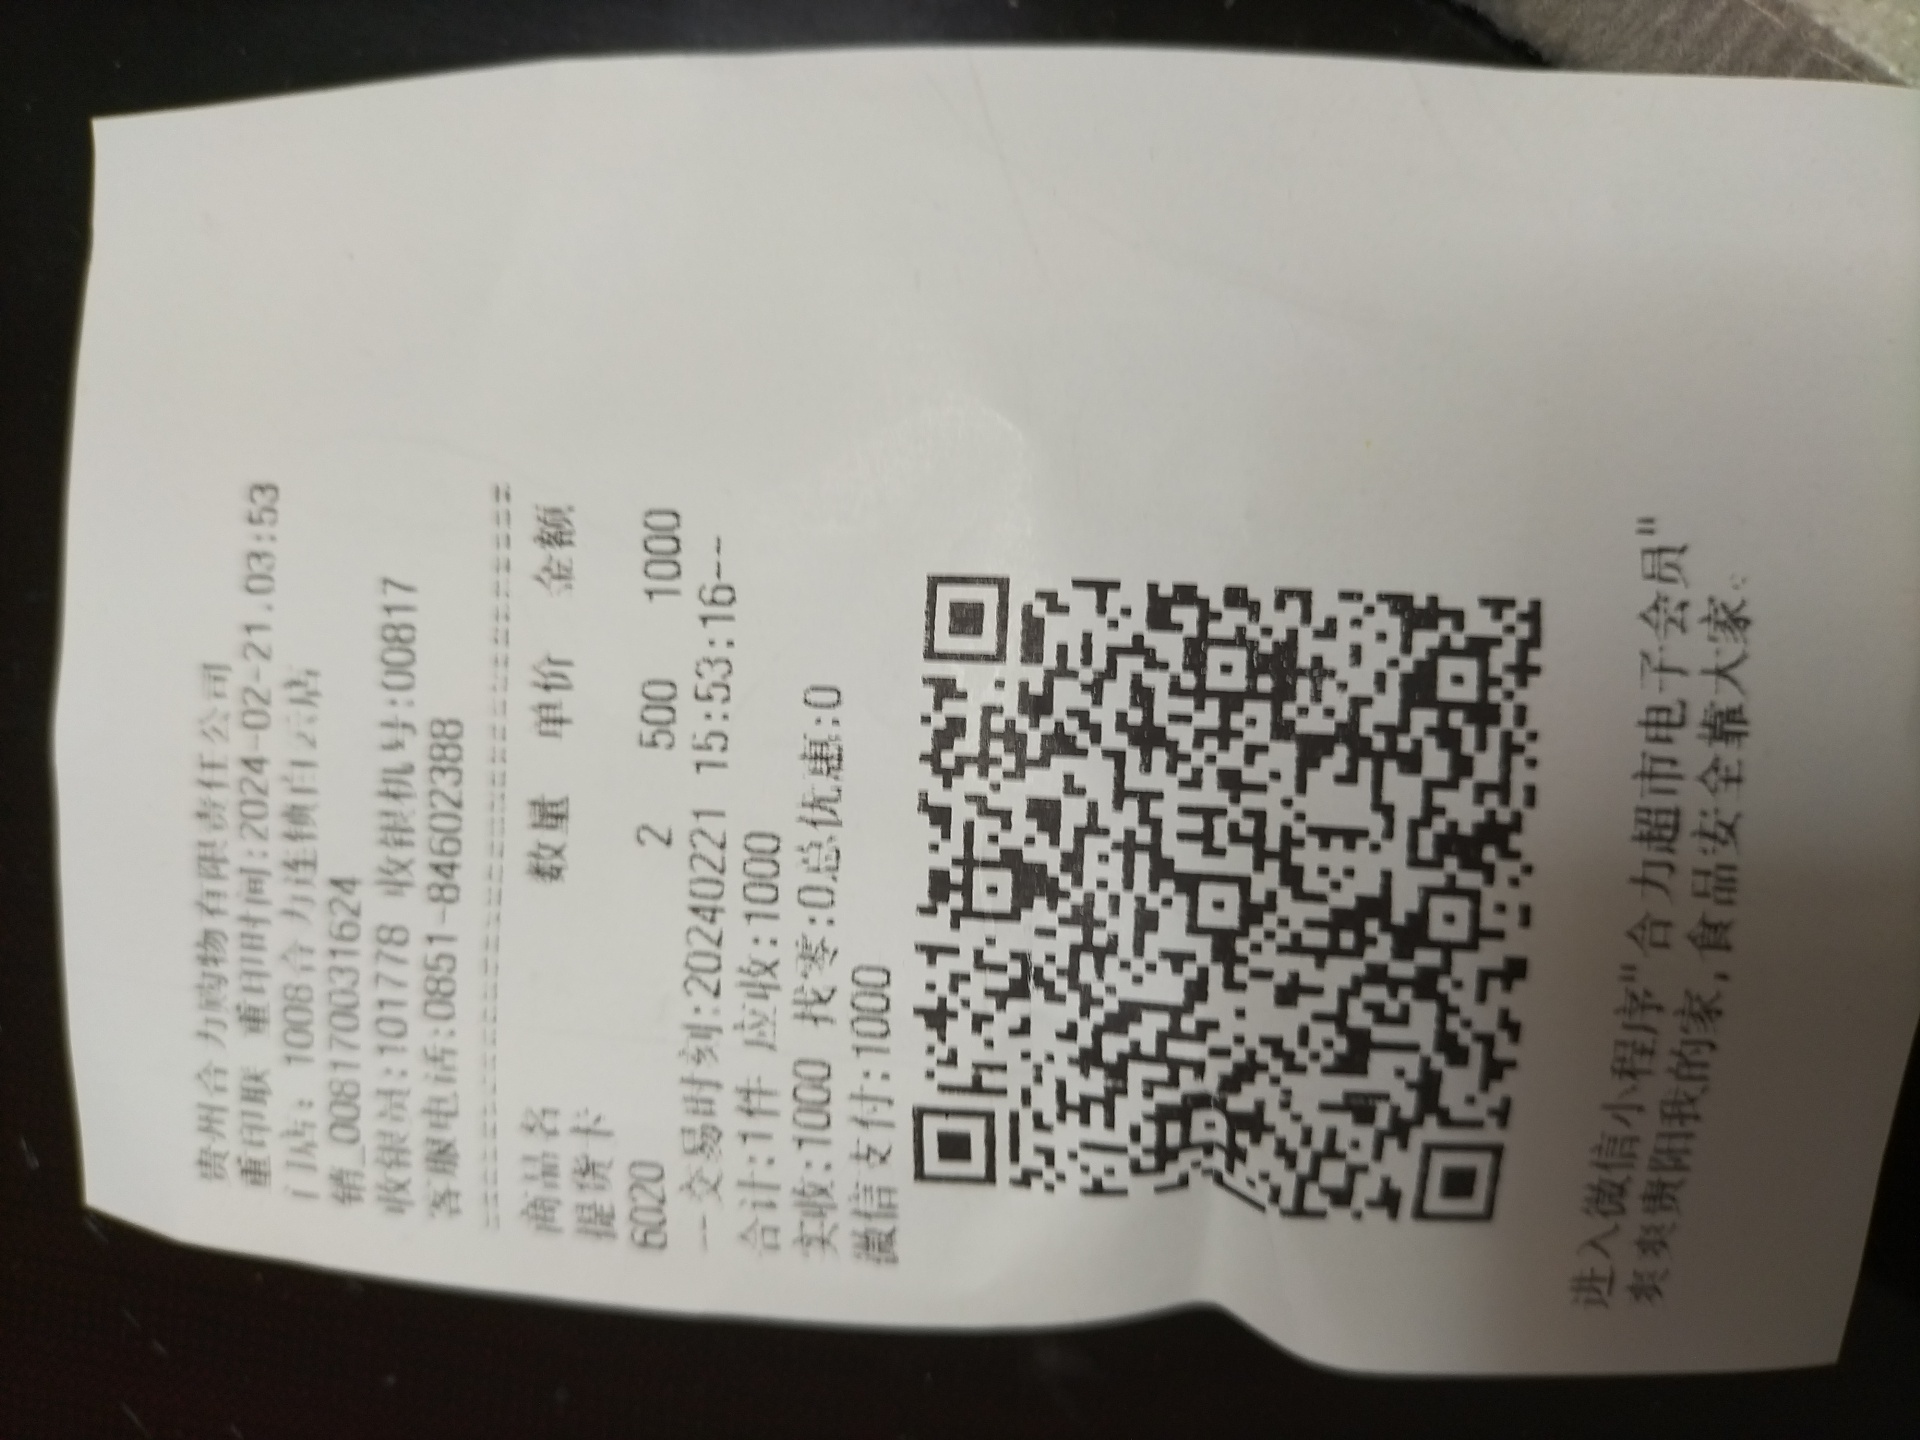 贵州合力购物有限责任公司
重印联 重印时间:2024-02-21.03:53
门店: 1008合力连锁白云店
销_00817003​1624
收银员:101778 收银机号:00817
客服电话:0851-84602388
================================
商品名 数量 单价 金额
提货卡
6020 2 500 1000
--交易时刻:20240221 15:53:16--
合计:1件 应收:1000
实收:1000 找零:0总优惠:0
微信支付:1000
进入微信小程序"合力超市电子会员"
爽爽贵阳我的家,食品安全靠大家。